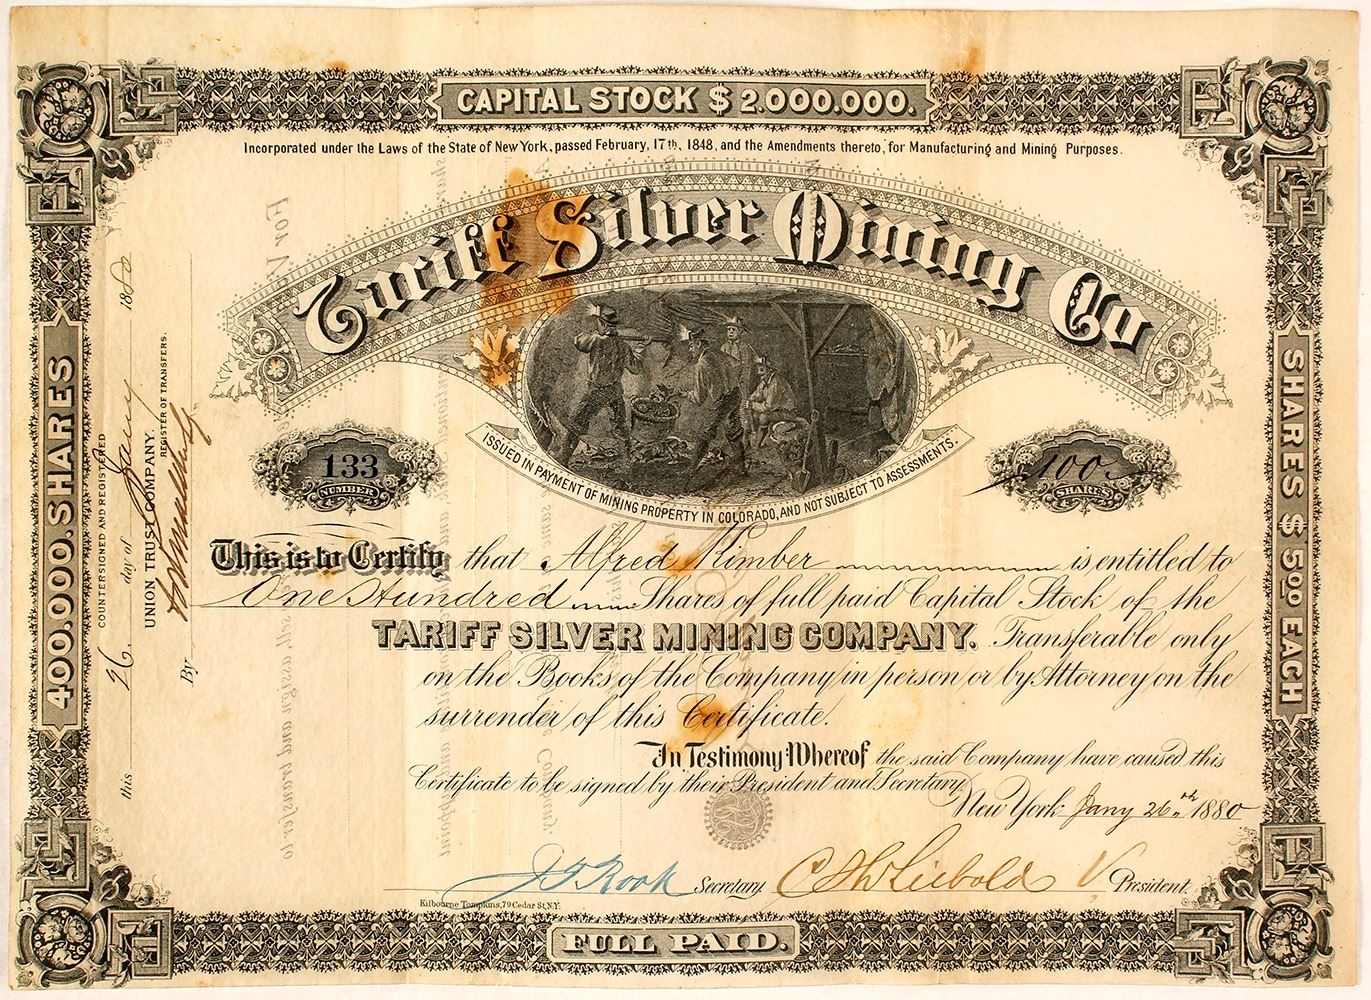 CAPITAL STOCK $ 2.000.000.
Incorporated under the Laws of the State of New York, passed February, 17th, 1848, and the Amendments thereto, for Manufacturing and Mining Purposes.
Tariff Silver Mining Co
ISSUED IN PAYMENT OF MINING PROPERTY IN COLORADO, AND NOT SUBJECT TO ASSESSMENTS.
133
NUMBER
100
SHARES
This is to Certify that Alfred Kimber is entitled to
One Hundred Shares of full paid Capital Stock of the
TARIFF SILVER MINING COMPANY. Transferable only
on the Books of the Company in person or by Attorney on the
surrender of this Certificate.
In Testimony Whereof the said Company have caused this
Certificate to be signed by their President and Secretary.
New York Jany 26th 1880
J T Rook Secretary C H W Liebold V President.
Kilbourne Tompkins, 79 Cedar St. N.Y.
FULL PAID.
400.000. SHARES
SHARES $ 500 EACH
COUNTERSIGNED AND REGISTERED
this 26. day of Jany 1880
UNION TRUST COMPANY.
REGISTER OF TRANSFERS.
By